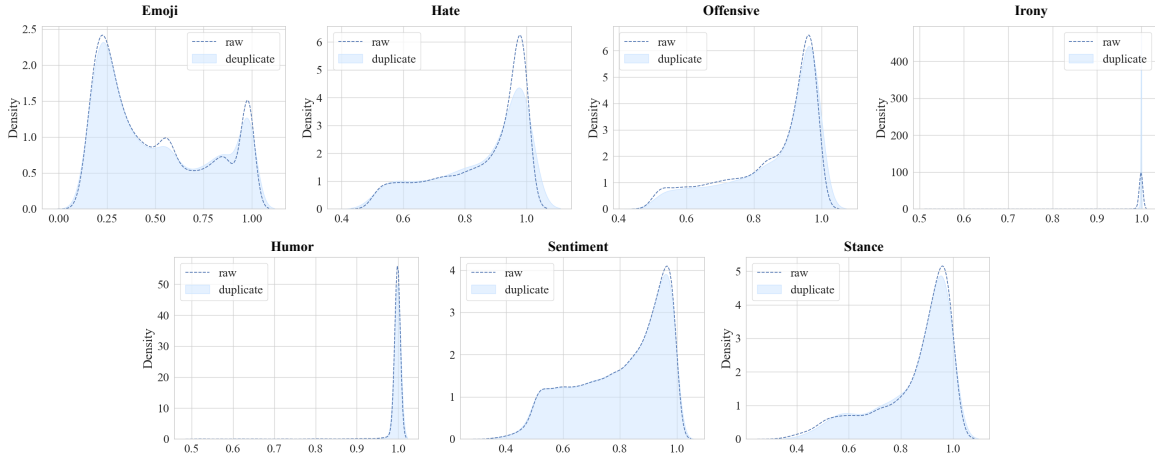 Emoji
2.5
2.0
1.5
1.0
0.5
0.0
Density
raw
deuplicate
0.00 0.25 0.50 0.75 1.00
Hate
6
5
4
3
2
1
0
Density
raw
duplicate
0.4 0.6 0.8 1.0
Offensive
6
5
4
3
2
1
0
Density
raw
duplicate
0.4 0.6 0.8 1.0
Irony
400
300
200
100
0
Density
raw
duplicate
0.5 0.6 0.7 0.8 0.9 1.0
Humor
50
40
30
20
10
0
Density
raw
duplicate
0.5 0.6 0.7 0.8 0.9 1.0
Sentiment
4
3
2
1
0
raw
duplicate
0.4 0.6 0.8 1.0
Stance
5
4
3
2
1
0
Density
raw
duplicate
0.4 0.6 0.8 1.0